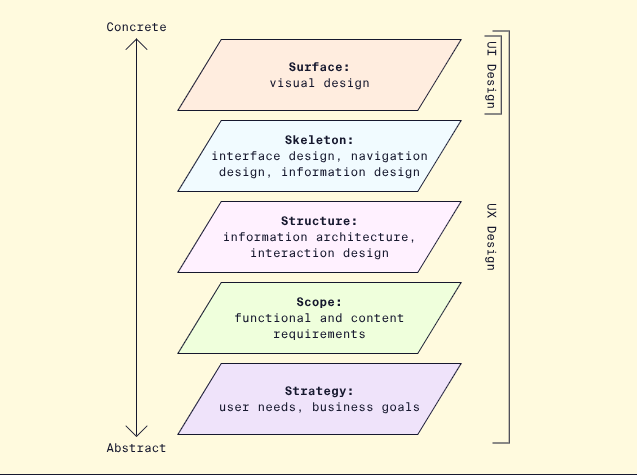 Concrete
Surface:
visual design
Skeleton:
interface design, navigation
design, information design
Structure:
information architecture,
interaction design
Scope:
functional and content
requirements
Strategy:
user needs, business goals
Abstract
UI Design
UX Design